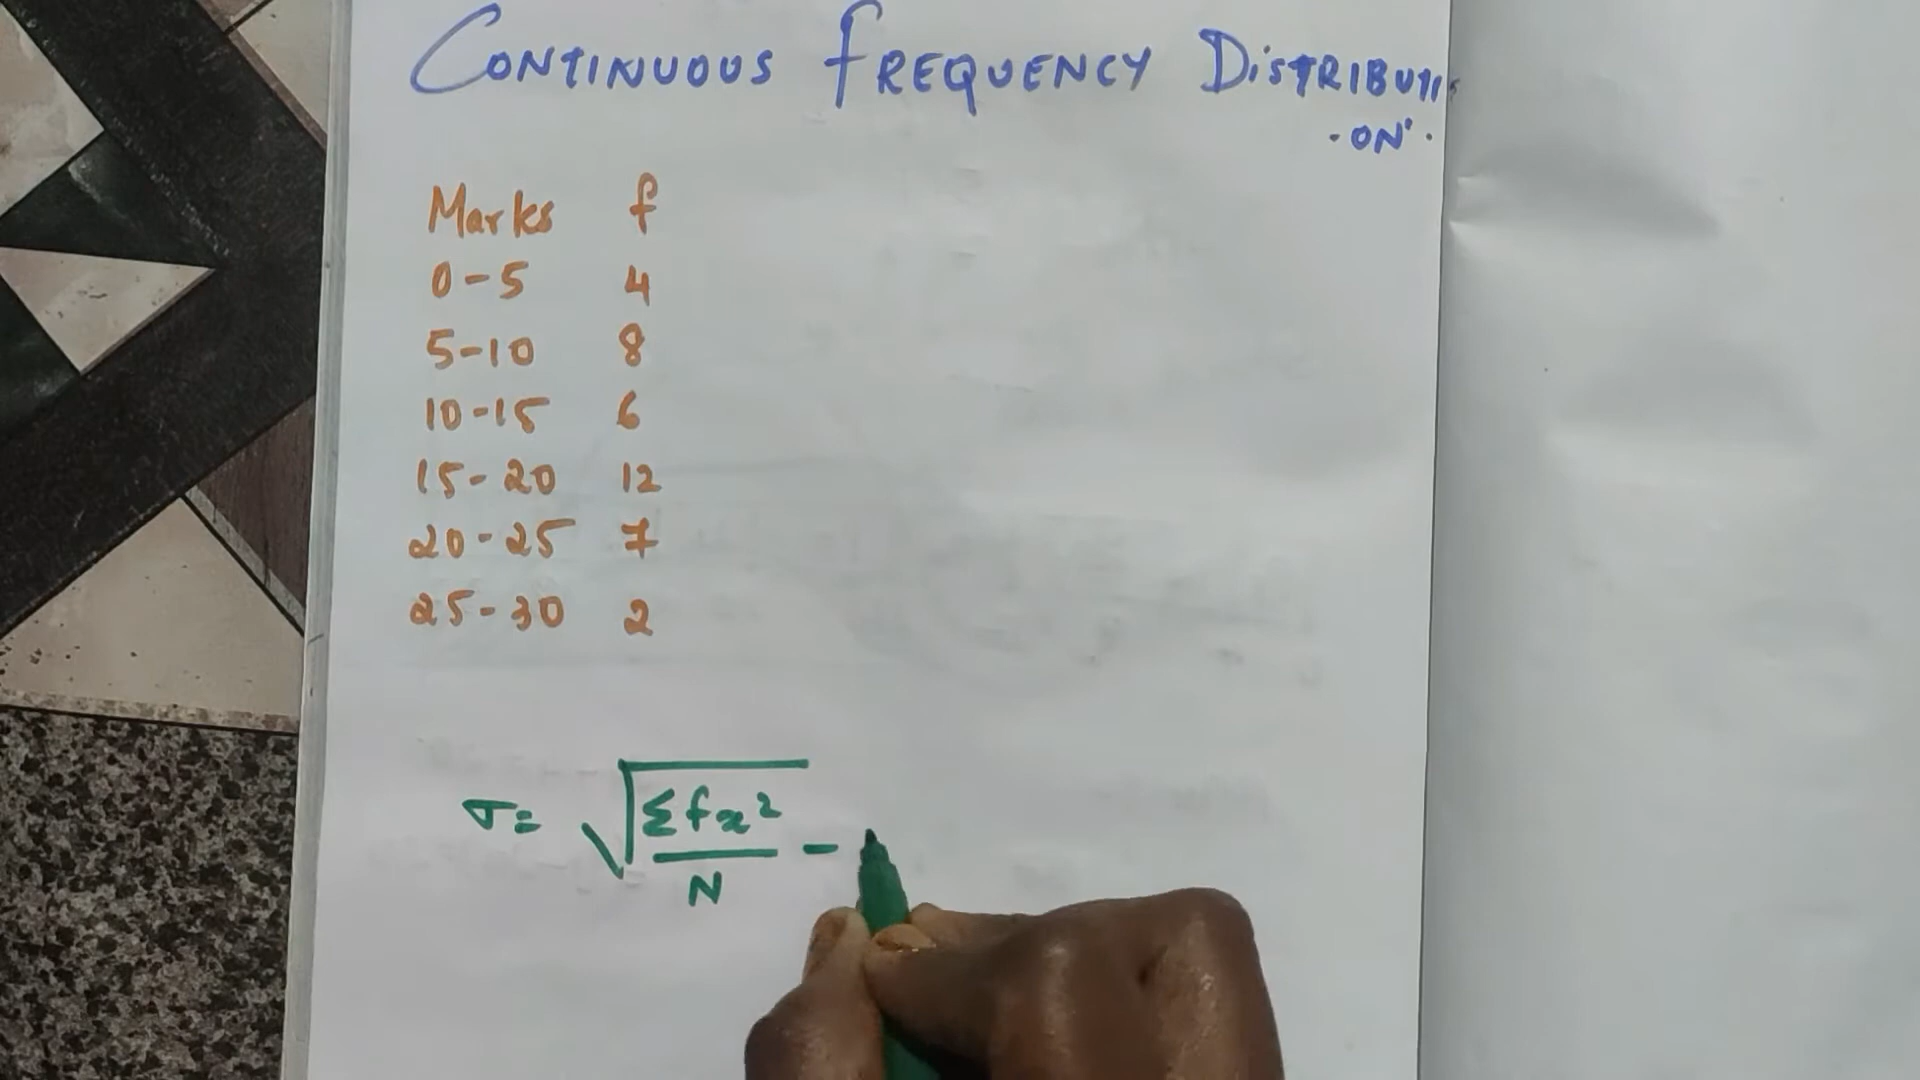 CONTINUOUS FREQUENCY DISTRIBUTI
-ON.
Marks f
0-5 4
5-10 8
10-15 6
15-20 12
20-25 7
25-30 2
σ= √Σfx²/N -